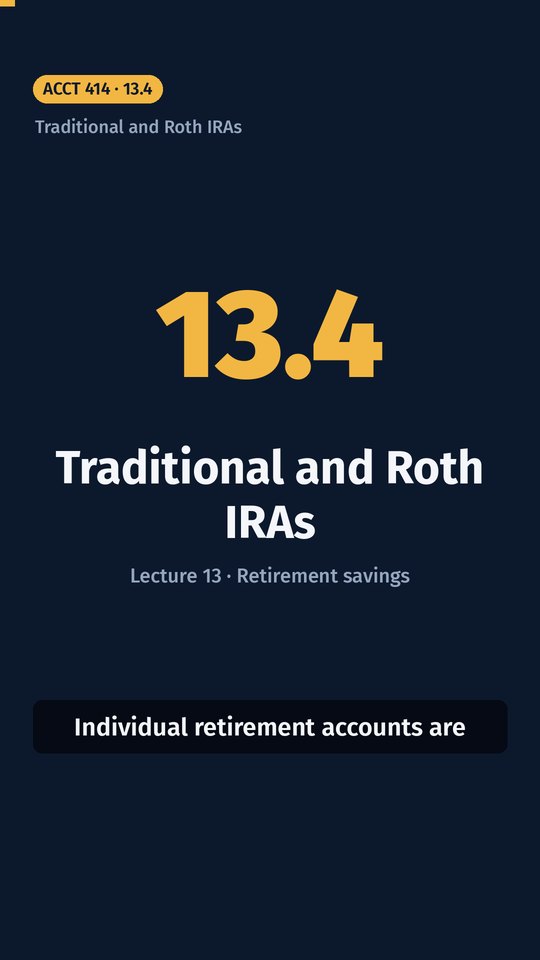 ACCT 414 · 13.4
Traditional and Roth IRAs
13.4
Traditional and Roth
IRAs
Lecture 13 · Retirement savings
Individual retirement accounts are